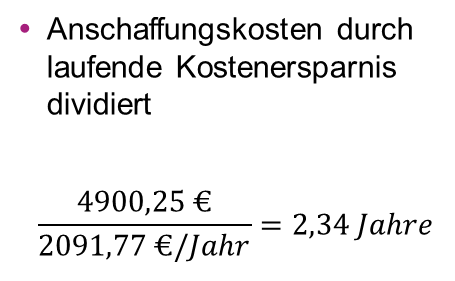 • Anschaffungskosten durch
laufende Kostenersparnis
dividiert
4900,25 €
2091,77 €/Jahr
= 2,34 Jahre